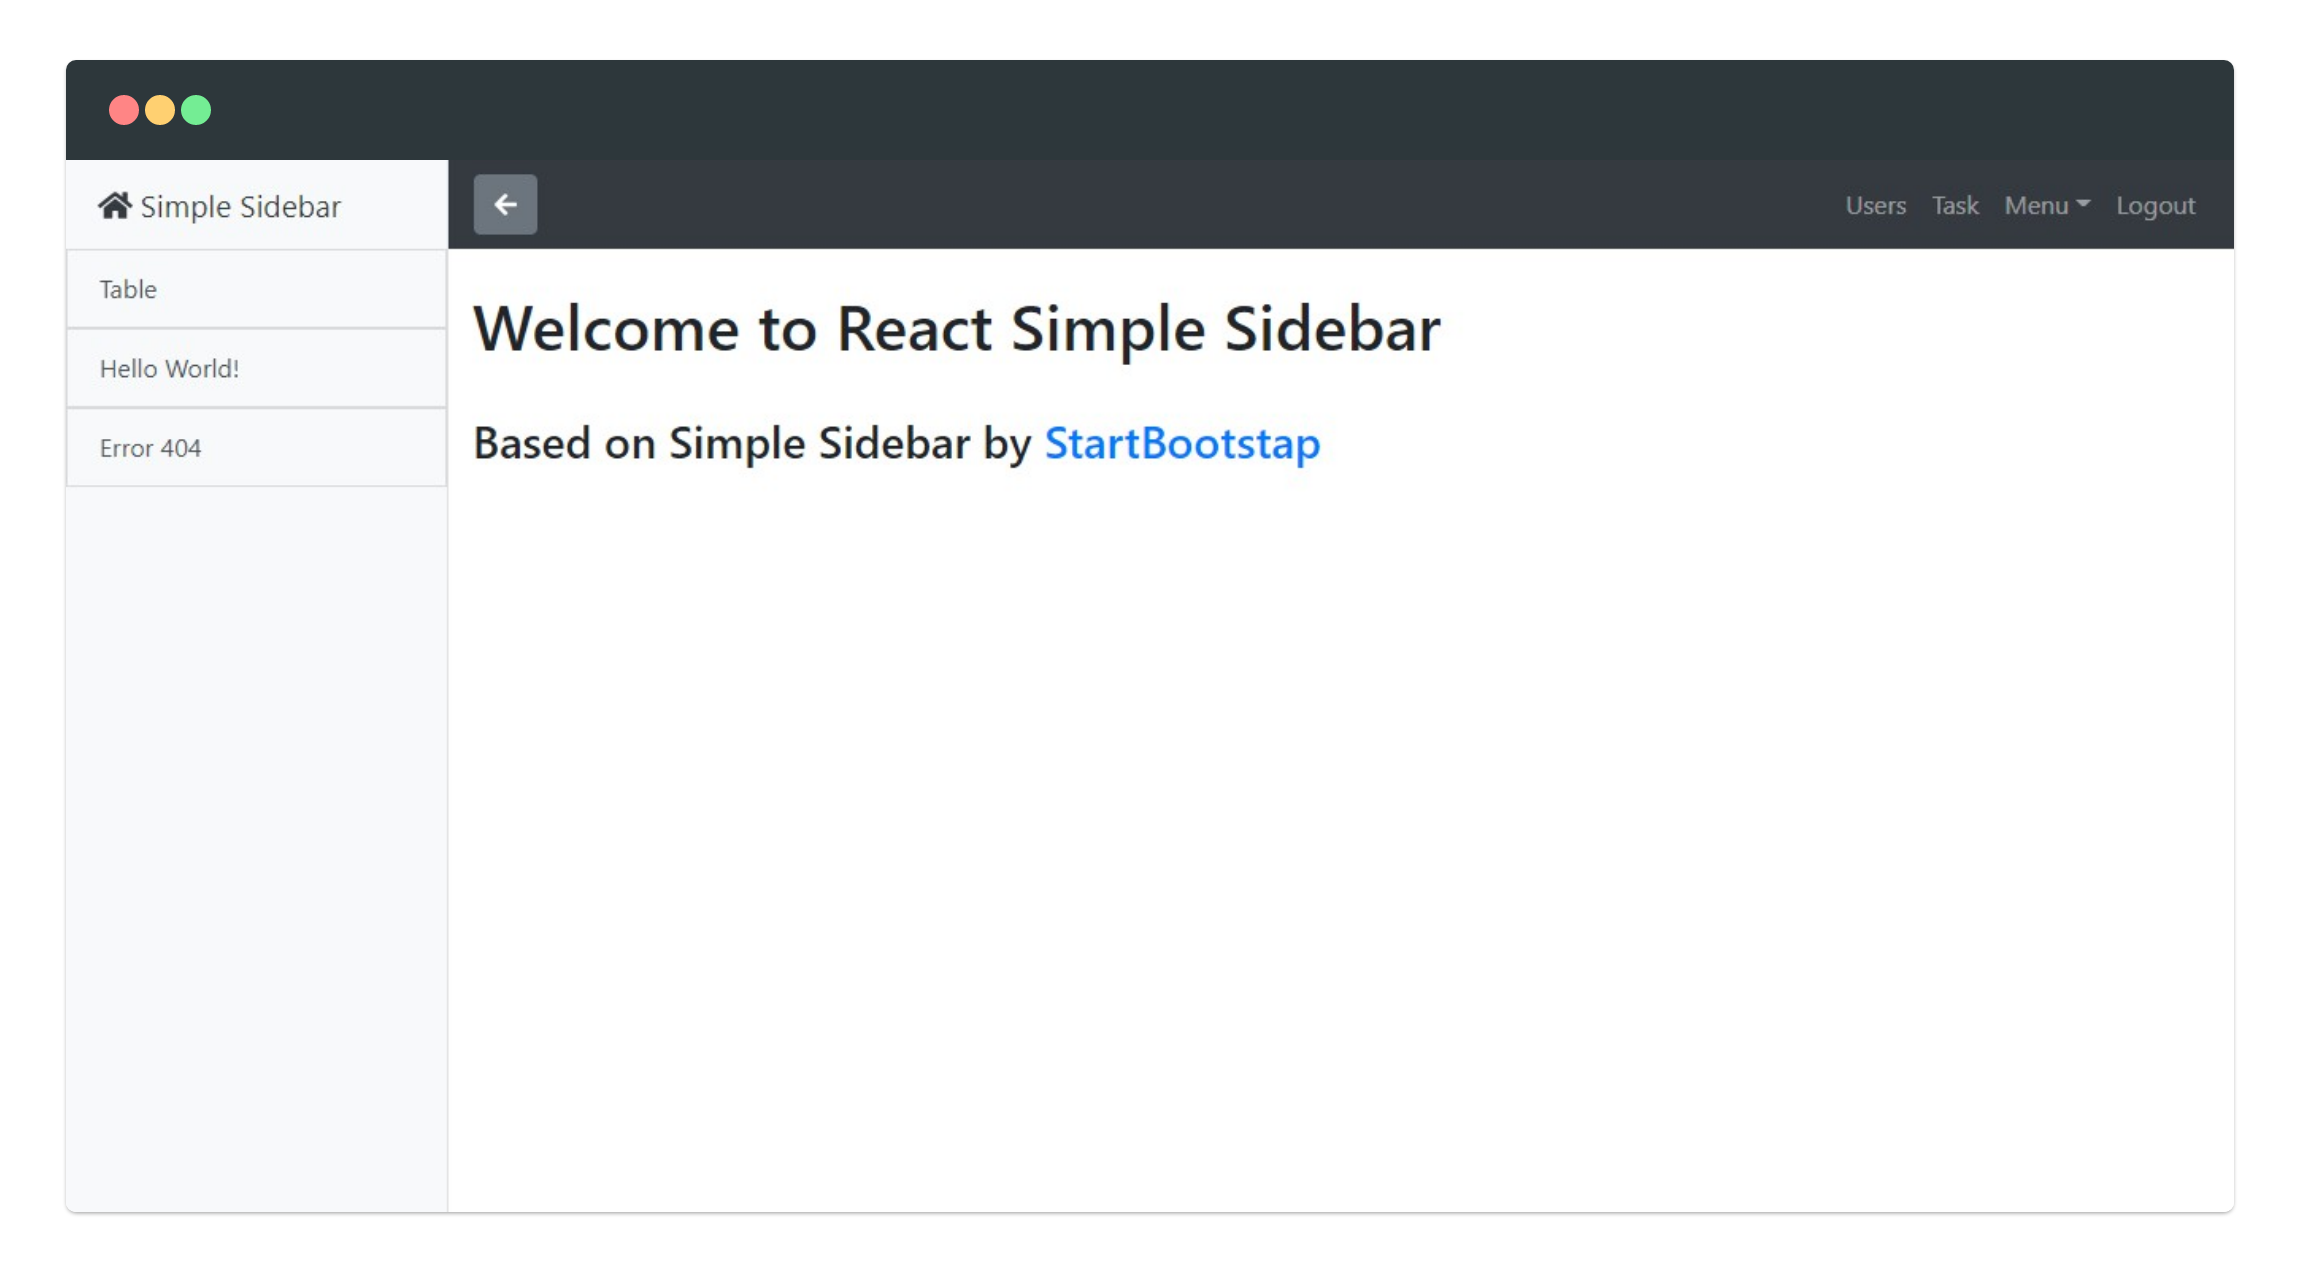 Simple Sidebar
Users Task Menu Logout
Table
Hello World!
Error 404
Welcome to React Simple Sidebar
Based on Simple Sidebar by StartBootstap